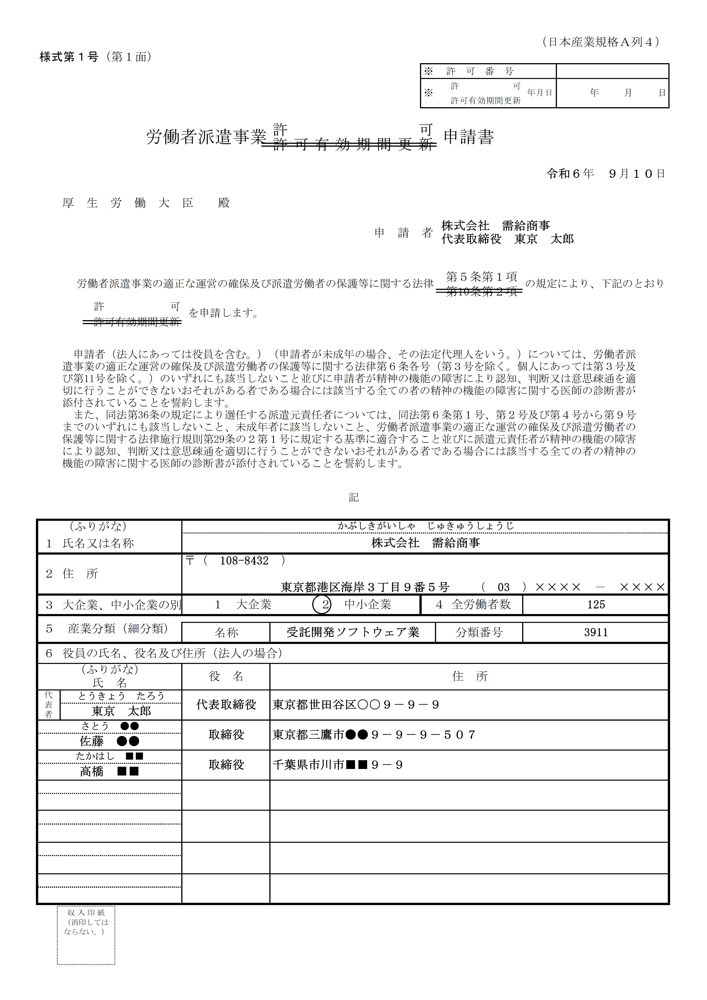 （日本産業規格Ａ列４）
様式第１号（第１面）
※　許　可　番　号
※　許　　　　可　年月日　　年　　月　　日
許可有効期間更新
労働者派遣事業　許　　　　可　申請書
許可有効期間更新
令和６年　９月１０日
厚　生　労　働　大　臣　　殿
申　請　者　株式会社　需給商事
代表取締役　東京　太郎
労働者派遣事業の適正な運営の確保及び派遣労働者の保護等に関する法律　第５条第１項　の規定により、下記のとおり
第10条第２項
許　　　　可　を申請します。
許可有効期間更新
申請者（法人にあっては役員を含む。）（申請者が未成年の場合、その法定代理人をいう。）については、労働者派
遣事業の適正な運営の確保及び派遣労働者の保護等に関する法律第６条各号（第３号を除く。個人にあっては第３号及
び第11号を除く。）のいずれにも該当しないこと並びに申請者が精神の機能の障害により認知、判断又は意思疎通を適
切に行うことができないおそれがある者である場合には該当する全ての者の精神の機能の障害に関する医師の診断書が
添付されていることを誓約します。
また、同法第36条の規定により選任する派遣元責任者については、同法第６条第１号、第２号及び第４号から第９号
までのいずれにも該当しないこと、未成年者に該当しないこと、労働者派遣事業の適正な運営の確保及び派遣労働者の
保護等に関する法律施行規則第29条の２第１号に規定する基準に適合すること並びに派遣元責任者が精神の機能の障害
により認知、判断又は意思疎通を適切に行うことができないおそれがある者である場合には該当する全ての者の精神の
機能の障害に関する医師の診断書が添付されていることを誓約します。
記
（ふりがな）　かぶしきがいしゃ　じゅきゅうしょうじ
１　氏名又は名称　株式会社　需給商事
２　住　所　〒（　108-8432　）
東京都港区海岸３丁目９番５号　（　03　）××××　－　××××
３　大企業、中小企業の別　１　大企業　２　中小企業　４　全労働者数　125
５　産業分類（細分類）　名称　受託開発ソフトウェア業　分類番号　3911
６　役員の氏名、役名及び住所（法人の場合）
（ふりがな）
氏　名　役　名　住　所
代表者　とうきょう　たろう
東京　太郎　代表取締役　東京都世田谷区〇〇９－９－９
さとう　●●
佐藤　●●　取締役　東京都三鷹市●●９－９－９－５０７
たかはし　■■
高橋　■■　取締役　千葉県市川市■■９－９
収入印紙
（消印しては
ならない。）